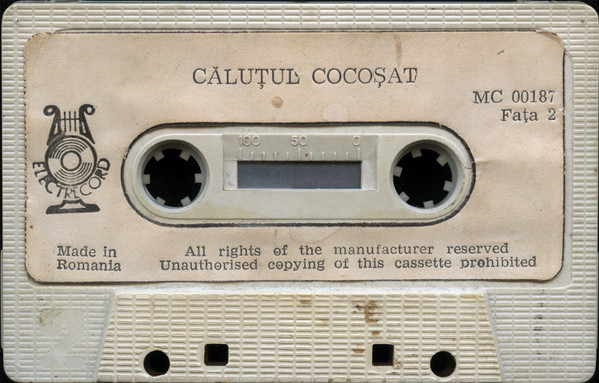 CĂLUȚUL COCOȘAT
MC 00187
Fața 2
100 50 0
ELECTRECORD
Made in
Romania
All rights of the manufacturer reserved
Unauthorised copying of this cassette prohibited